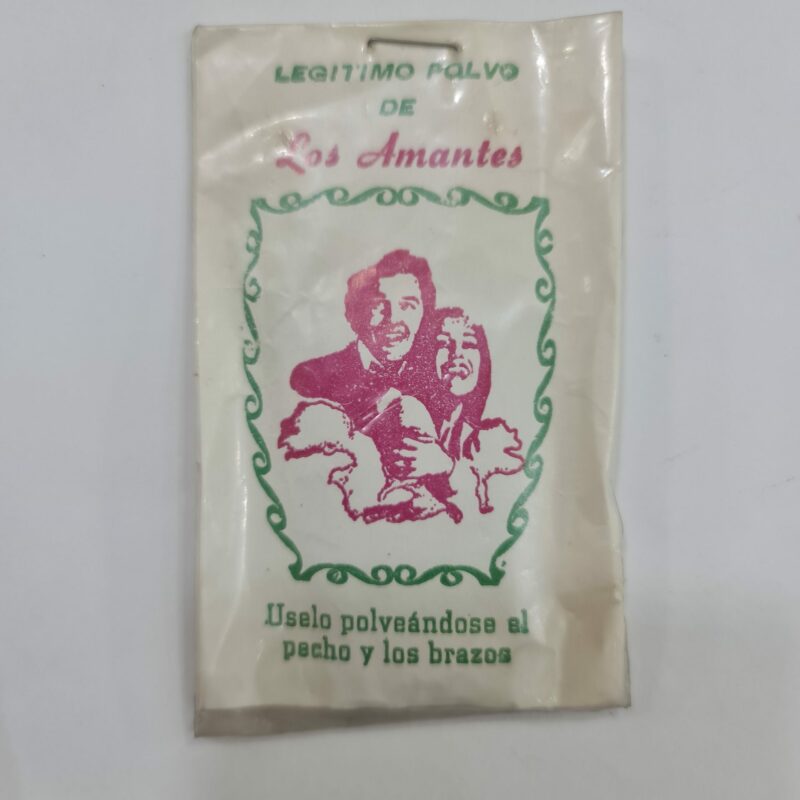 LEGITIMO POLVO
DE
Los Amantes
Uselo polveándose el
pecho y los brazos